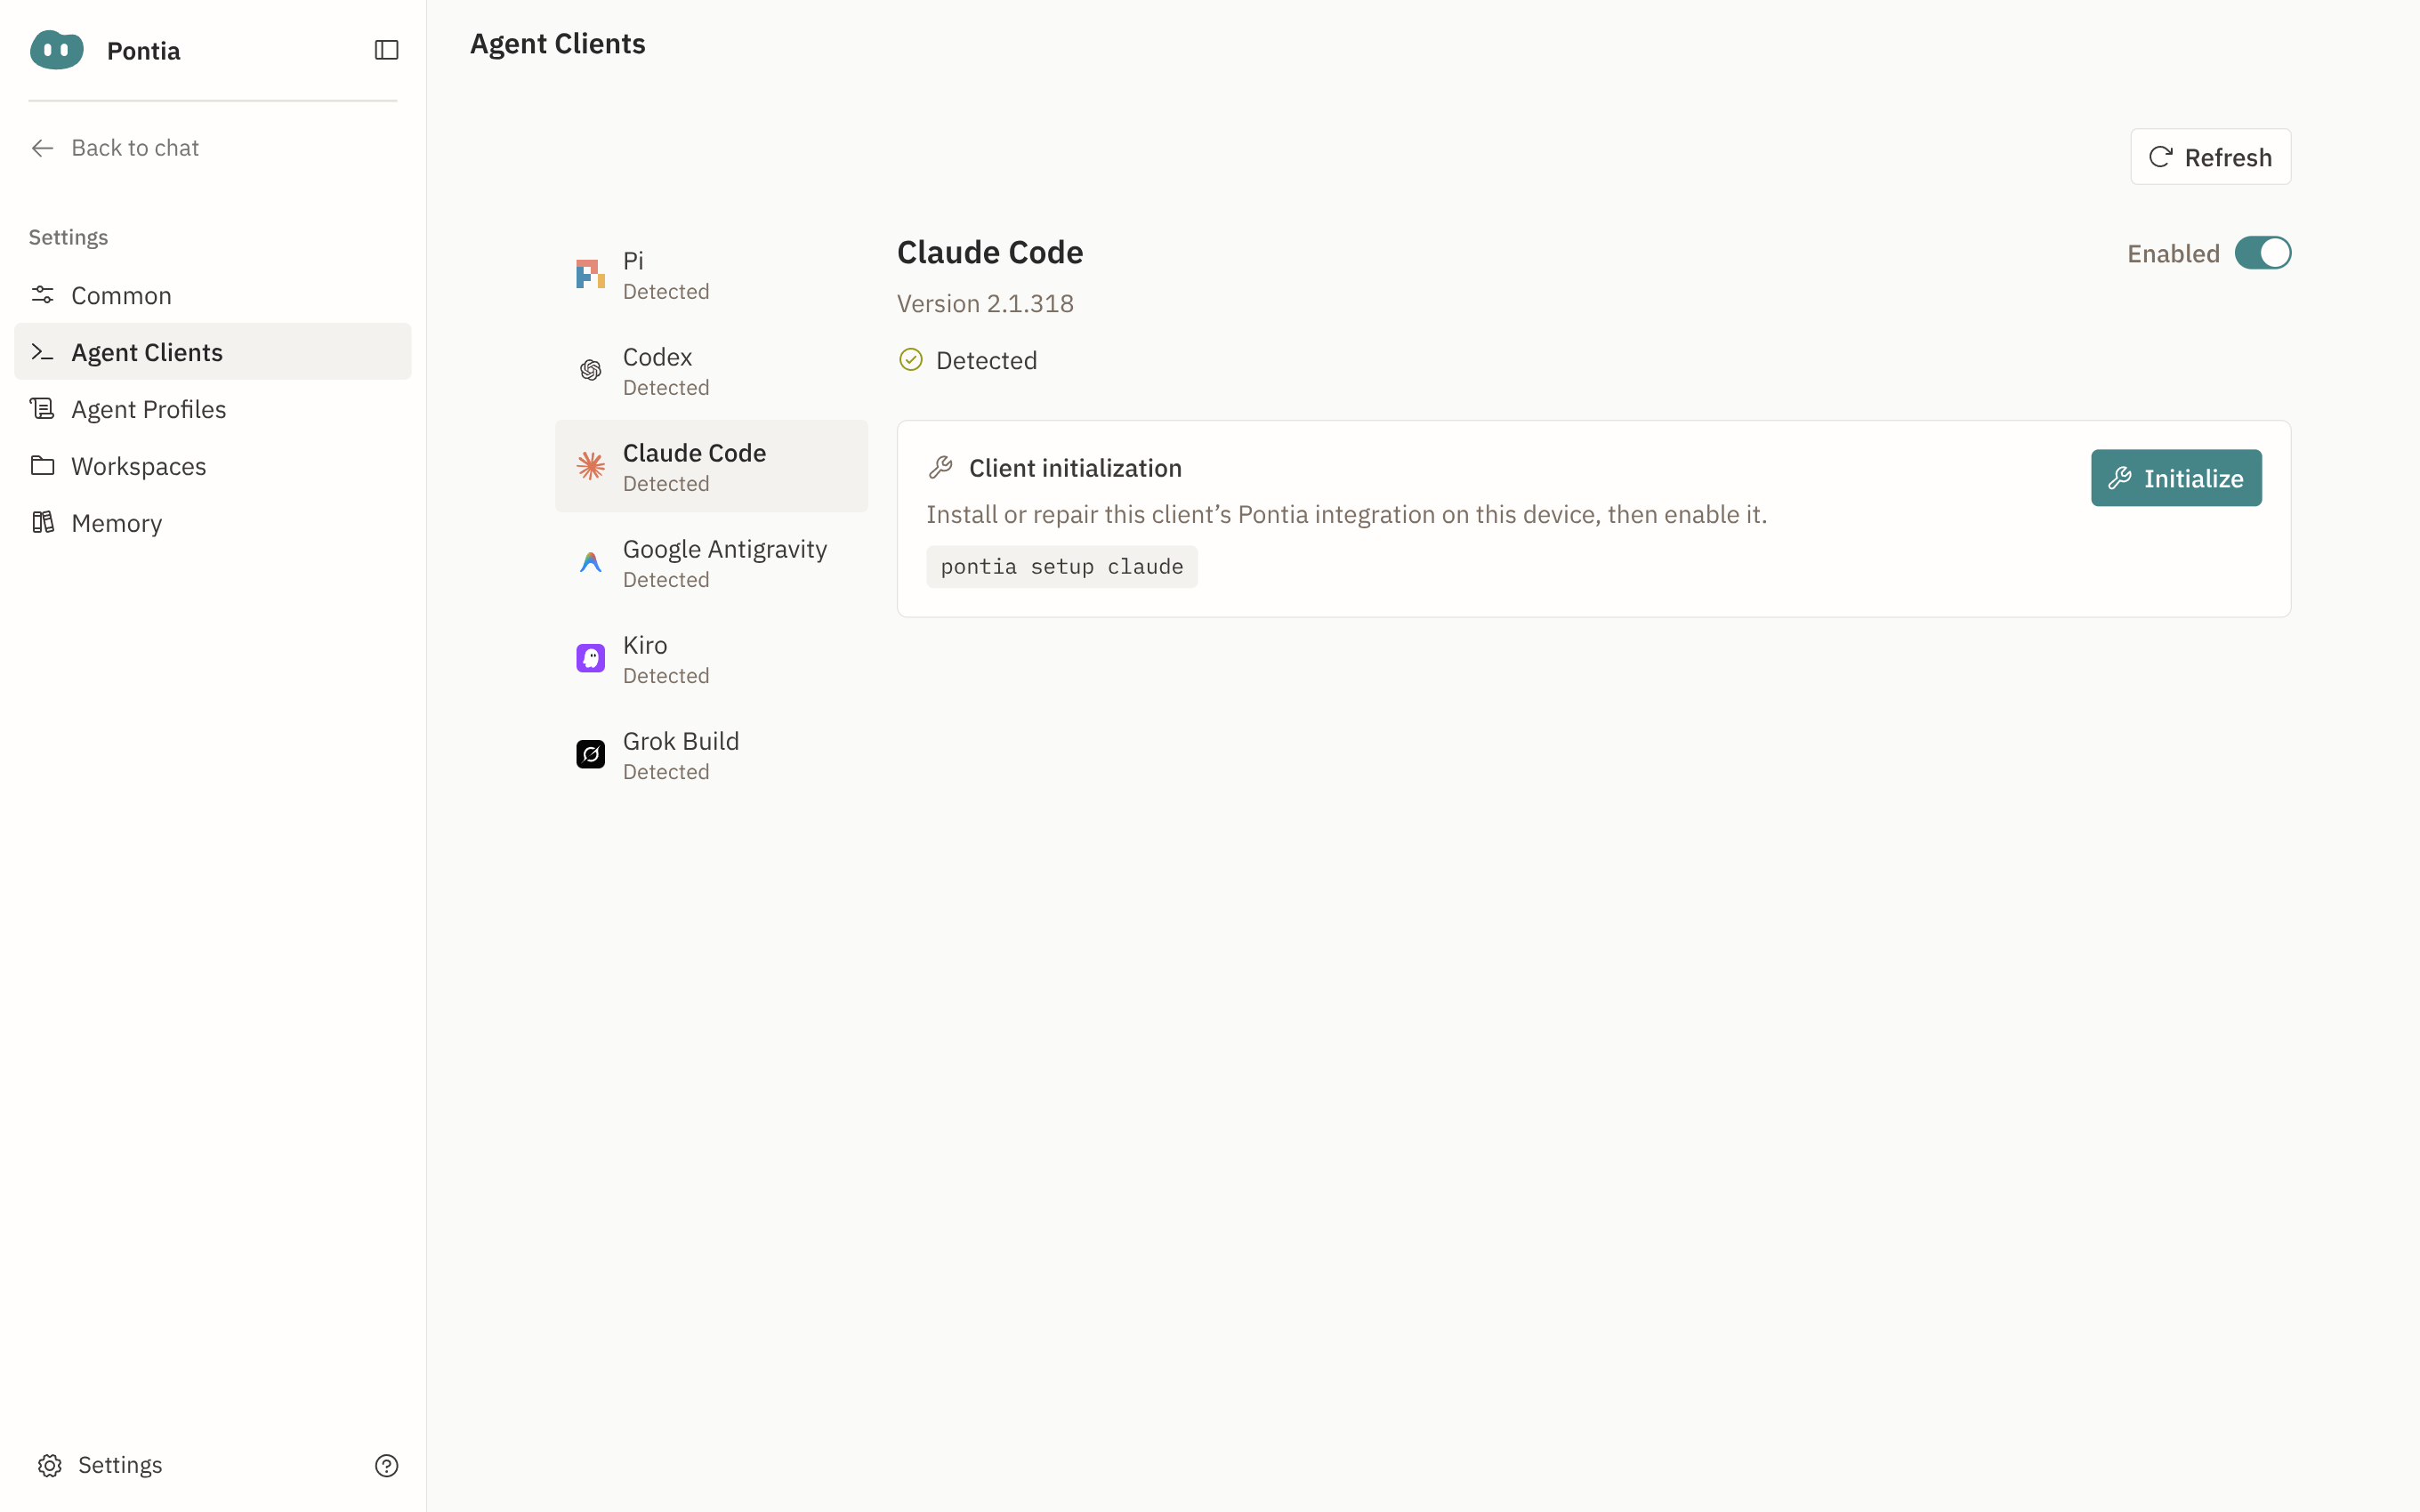 Pontia
Back to chat
Settings
Common
Agent Clients
Agent Profiles
Workspaces
Memory
Settings
Agent Clients
Refresh
Pi
Detected
Codex
Detected
Claude Code
Detected
Google Antigravity
Detected
Kiro
Detected
Grok Build
Detected
Claude Code
Enabled
Version 2.1.318
Detected
Client initialization
Initialize
Install or repair this client’s Pontia integration on this device, then enable it.
pontia setup claude